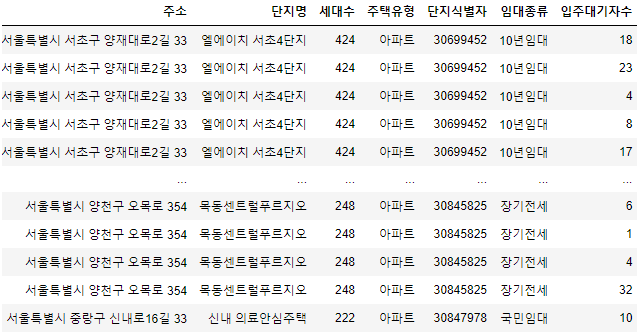 주소 단지명 세대수 주택유형 단지식별자 임대종류 입주대기자수
서울특별시 서초구 양재대로2길 33 엘에이치 서초4단지 424 아파트 30699452 10년임대 18
서울특별시 서초구 양재대로2길 33 엘에이치 서초4단지 424 아파트 30699452 10년임대 23
서울특별시 서초구 양재대로2길 33 엘에이치 서초4단지 424 아파트 30699452 10년임대 4
서울특별시 서초구 양재대로2길 33 엘에이치 서초4단지 424 아파트 30699452 10년임대 8
서울특별시 서초구 양재대로2길 33 엘에이치 서초4단지 424 아파트 30699452 10년임대 17
... ... ... ... ... ... ...
서울특별시 양천구 오목로 354 목동센트럴푸르지오 248 아파트 30845825 장기전세 6
서울특별시 양천구 오목로 354 목동센트럴푸르지오 248 아파트 30845825 장기전세 1
서울특별시 양천구 오목로 354 목동센트럴푸르지오 248 아파트 30845825 장기전세 4
서울특별시 양천구 오목로 354 목동센트럴푸르지오 248 아파트 30845825 장기전세 32
서울특별시 중랑구 신내로16길 33 신내 의료안심주택 222 아파트 30847978 국민임대 10